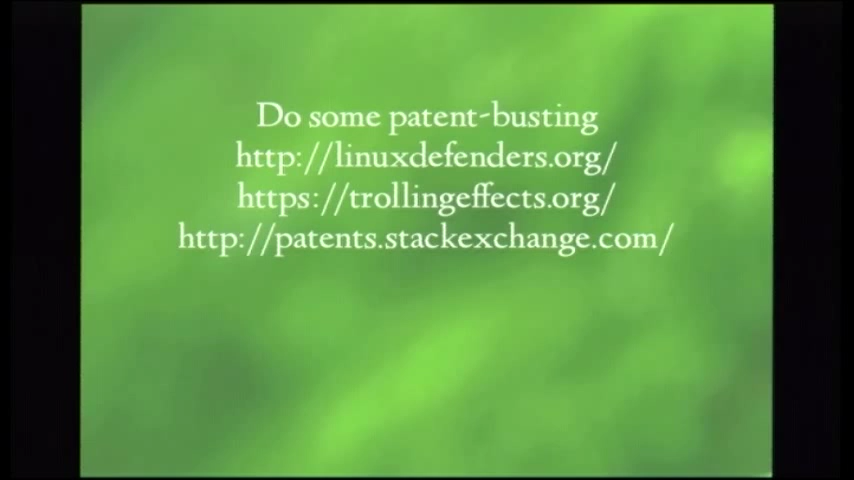 Do some patent-busting
http://linuxdefenders.org/
https://trollingeffects.org/
http://patents.stackexchange.com/